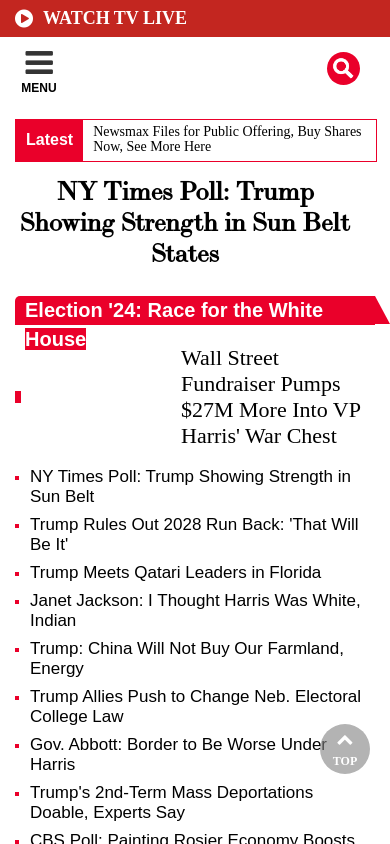 WATCH TV LIVE
MENU
Latest
Newsmax Files for Public Offering, Buy Shares
Now, See More Here
NY Times Poll: Trump
Showing Strength in Sun Belt
States
Election '24: Race for the White
House
Wall Street
Fundraiser Pumps
$27M More Into VP
Harris' War Chest
NY Times Poll: Trump Showing Strength in
Sun Belt
Trump Rules Out 2028 Run Back: 'That Will
Be It'
Trump Meets Qatari Leaders in Florida
Janet Jackson: I Thought Harris Was White,
Indian
Trump: China Will Not Buy Our Farmland,
Energy
Trump Allies Push to Change Neb. Electoral
College Law
Gov. Abbott: Border to Be Worse Under
Harris
TOP
Trump's 2nd-Term Mass Deportations
Doable, Experts Say
CBS Poll: Painting Rosier Economy Boosts